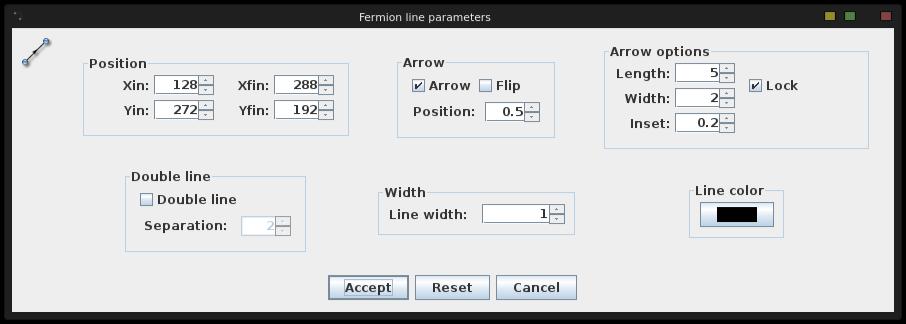 Fermion line parameters
Position
Xin: 128 Xfin: 288
Yin: 272 Yfin: 192
Arrow
Arrow Flip
Position: 0.5
Arrow options
Length: 5
Lock
Width: 2
Inset: 0.2
Double line
Double line
Separation: 2
Width
Line width: 1
Line color
Accept Reset Cancel